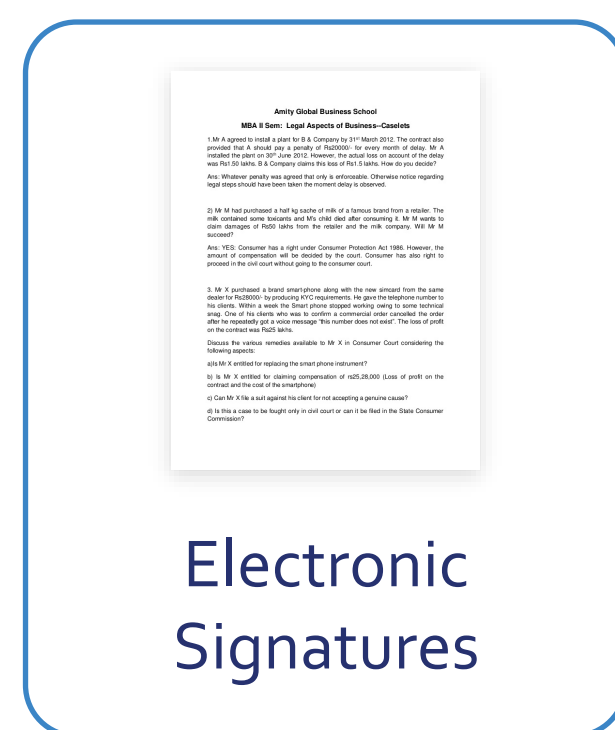 Amity Global Business School
MBA II Sem: Legal Aspects of Business--Caselets
1.Mr A agreed to install a plant for B & Company by 31st March 2012. The contract also
provided that A should pay a penalty of Rs20000/- for every month of delay. Mr A
installed the plant on 30th June 2012. However, the actual loss on account of the delay
was Rs1.50 lakhs. B & Company claims this loss of Rs1.5 lakhs. How do you decide?
Ans: Whatever penalty was agreed that only is enforceable. Otherwise notice regarding
legal steps should have been taken the moment delay is observed.
2) Mr M had purchased a half kg sache of milk of a famous brand from a retailer. The
milk contained some toxicants and M's child died after consuming it. Mr M wants to
claim damages of Rs50 lakhs from the retailer and the milk company. Will Mr M
succeed?
Ans: YES: Consumer has a right under Consumer Protection Act 1986. However, the
amount of compensation will be decided by the court. Consumer has also right to
proceed in the civil court without going to the consumer court.
3. Mr X purchased a brand smart-phone along with the new simcard from the same
dealer for Rs28000/- by producing KYC requirements. He gave the telephone number to
his clients. Within a week the Smart phone stopped working owing to some technical
snag. One of his clients who was to confirm a commercial order cancelled the order
after he repeatedly got a voice message "this number does not exist". The loss of profit
on the contract was Rs25 lakhs.
Discuss the various remedies available to Mr X in Consumer Court considering the
following aspects:
a)Is Mr X entitled for replacing the smart phone instrument?
b) Is Mr X entitled for claiming compensation of rs25,28,000 (Loss of profit on the
contract and the cost of the smartphone)
c) Can Mr X file a suit against his client for not accepting a genuine cause?
d) Is this a case to be fought only in civil court or can it be filed in the State Consumer
Commission?
Electronic
Signatures